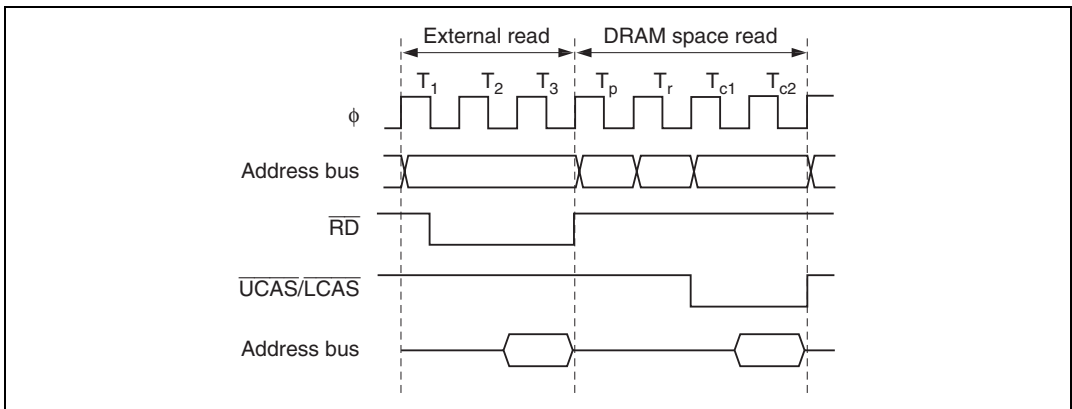 External read DRAM space read
T1 T2 T3 Tp Tr Tc1 Tc2
ϕ
Address bus
RD
UCAS/LCAS
Address bus